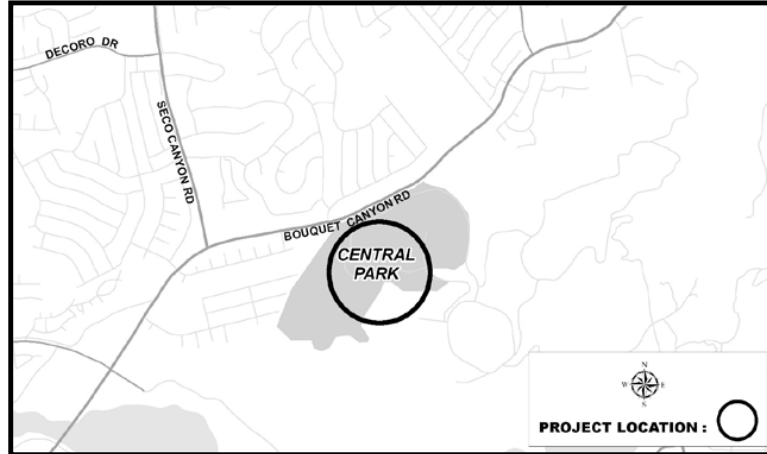 DECORO DR
SECO CANYON RD
BOUQUET CANYON RD
CENTRAL
PARK
N
W E
S
PROJECT LOCATION :